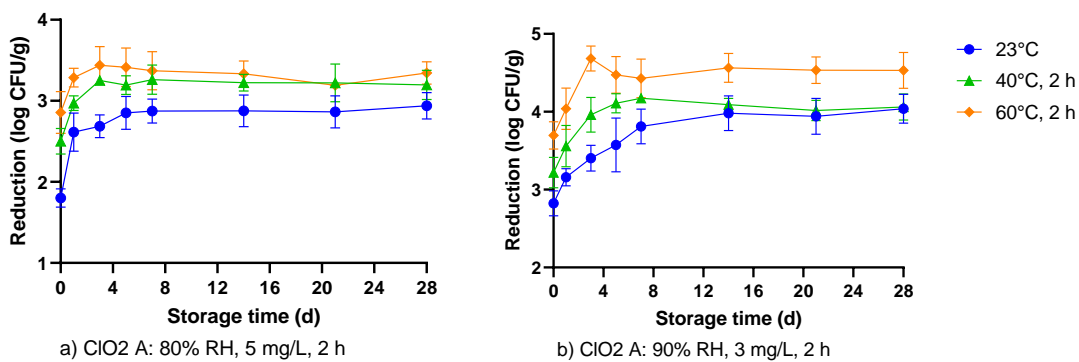 4
3
2
1
Reduction (log CFU/g)
0 4 8 12 16 20 24 28
Storage time (d)
a) ClO2 A: 80% RH, 5 mg/L, 2 h
5
4
3
2
Reduction (log CFU/g)
0 4 8 12 16 20 24 28
Storage time (d)
b) ClO2 A: 90% RH, 3 mg/L, 2 h
23°C
40°C, 2 h
60°C, 2 h